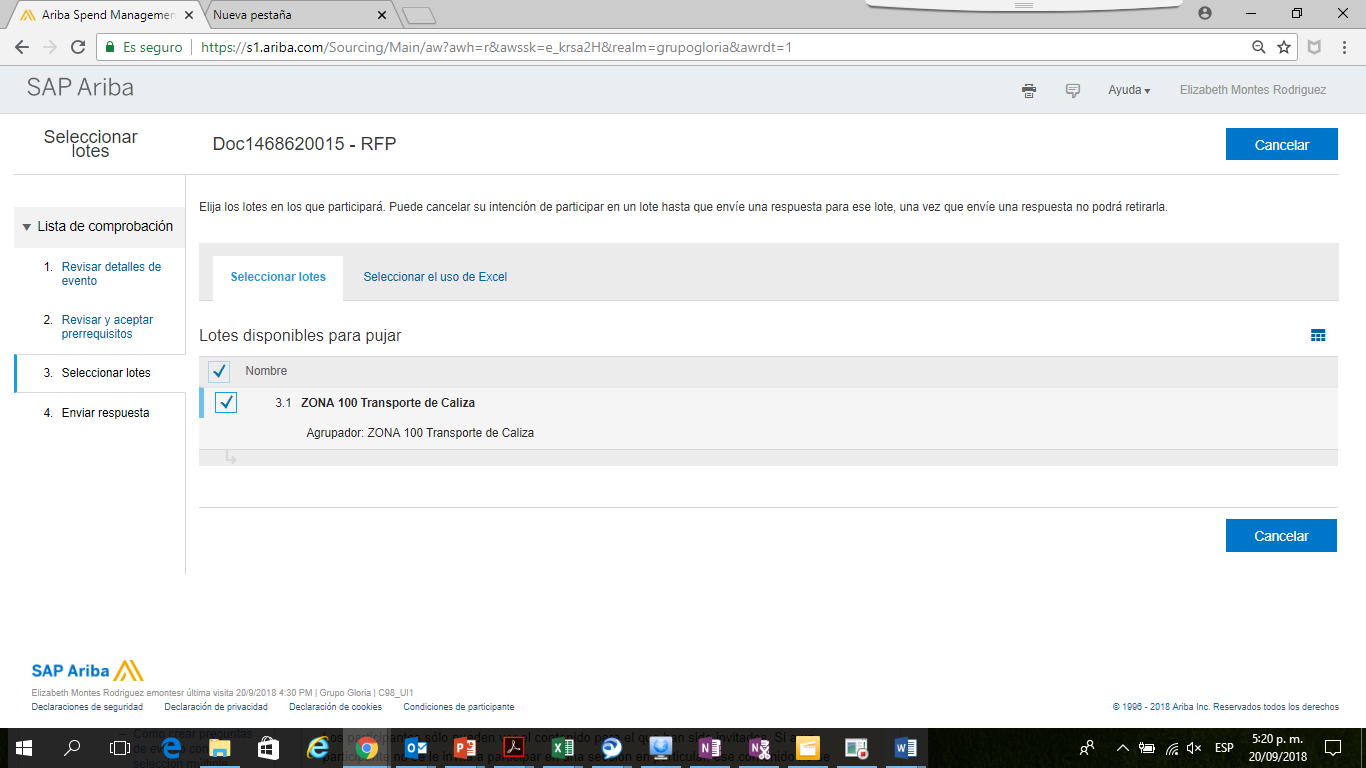 Ariba Spend Managemen
Nueva pestaña
Es seguro
https://s1.ariba.com/Sourcing/Main/aw?awh=r&awssk=e_krsa2H&realm=grupogloria&awrdt=1
SAP Ariba
Ayuda
Elizabeth Montes Rodriguez
Seleccionar
lotes
Doc1468620015 - RFP
Cancelar
Elija los lotes en los que participará. Puede cancelar su intención de participar en un lote hasta que envíe una respuesta para ese lote, una vez que envíe una respuesta no podrá retirarla.
Lista de comprobación
1. Revisar detalles de
evento
2. Revisar y aceptar
prerrequisitos
3. Seleccionar lotes
4. Enviar respuesta
Seleccionar lotes
Seleccionar el uso de Excel
Lotes disponibles para pujar
Nombre
3.1 ZONA 100 Transporte de Caliza
Agrupador: ZONA 100 Transporte de Caliza
Cancelar
SAP Ariba
Elizabeth Montes Rodriguez emontesr última visita 20/9/2018 4:30 PM | Grupo Gloria | C98_UI1
Declaraciones de seguridad Declaración de privacidad Declaración de cookies Condiciones de participante
© 1996 - 2018 Ariba Inc. Reservados todos los derechos
ESP
5:20 p. m.
20/09/2018